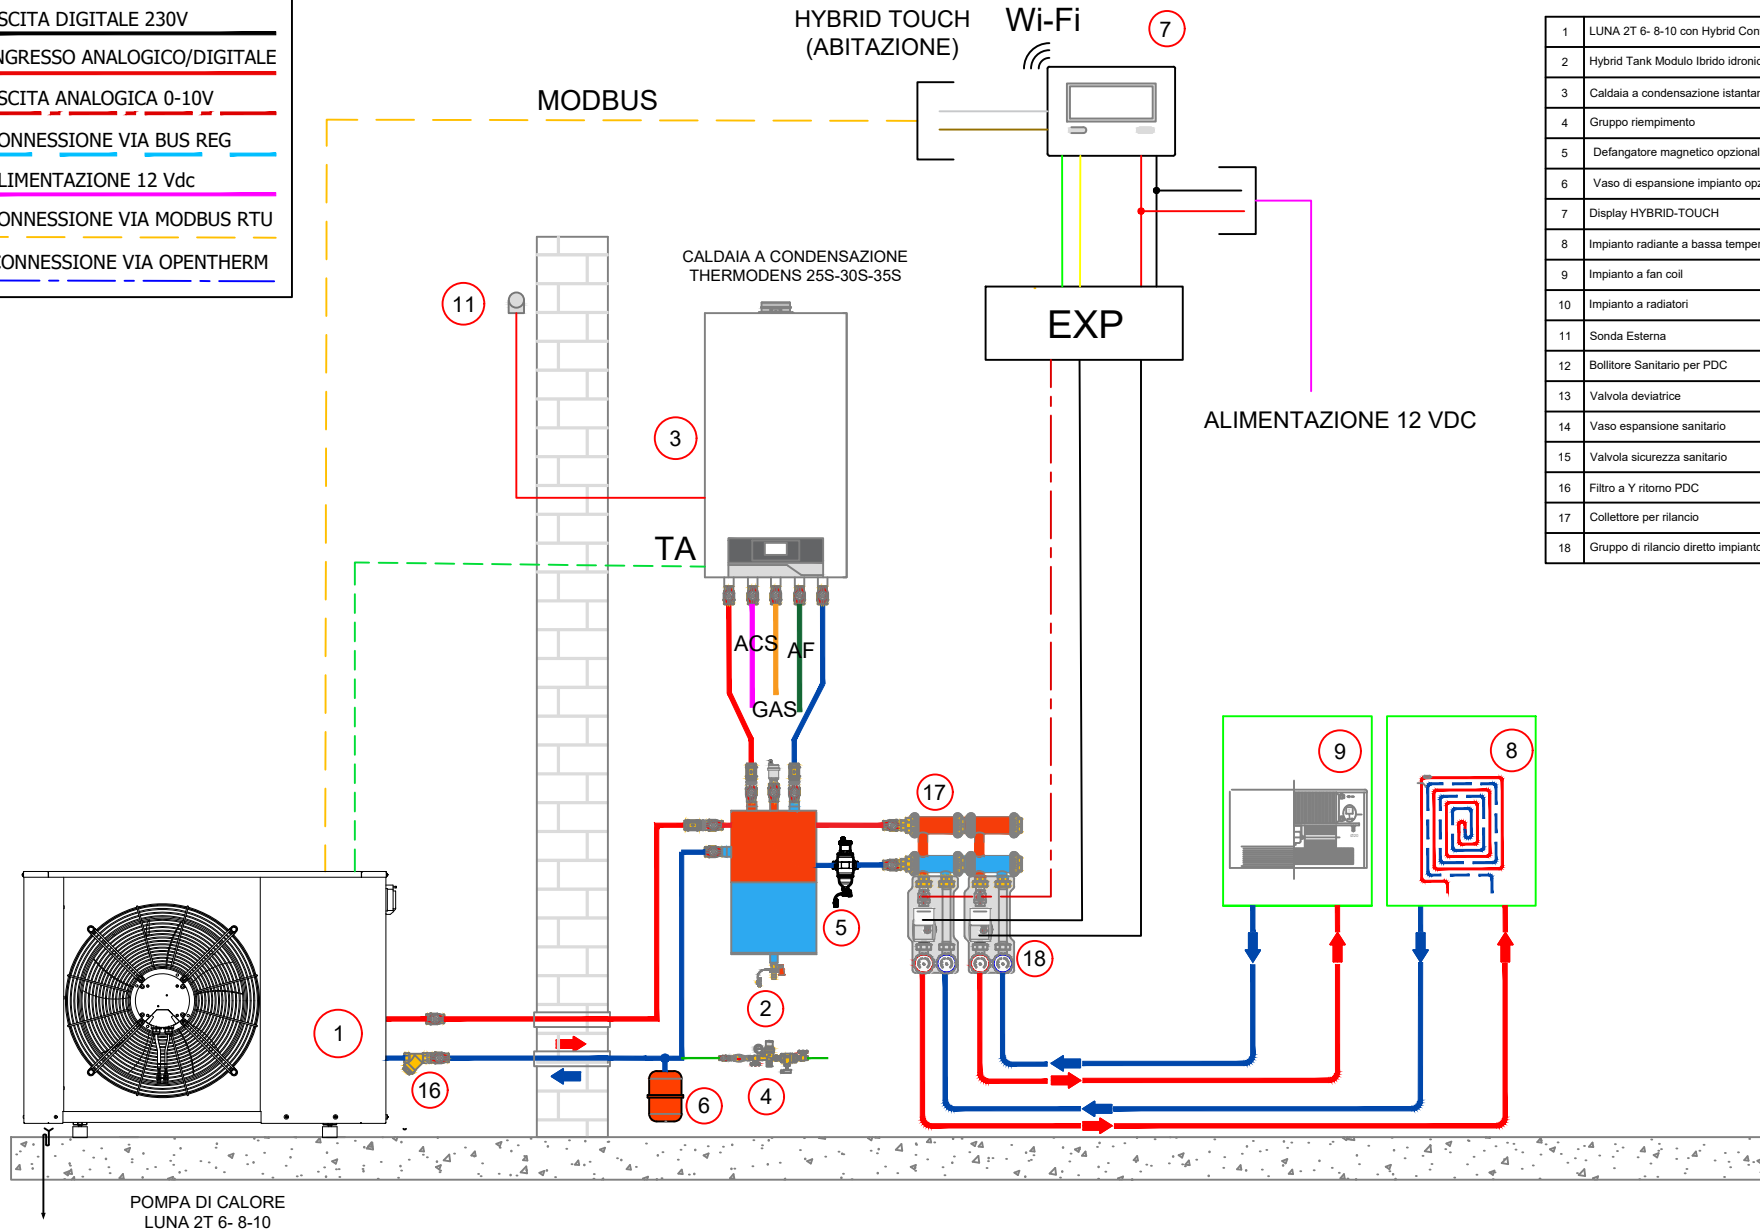 SCITA DIGITALE 230V
NGRESSO ANALOGICO/DIGITALE
SCITA ANALOGICA 0-10V
ONNESSIONE VIA BUS REG
LIMENTAZIONE 12 Vdc
ONNESSIONE VIA MODBUS RTU
CONNESSIONE VIA OPENTHERM
HYBRID TOUCH
(ABITAZIONE)
Wi-Fi
7
MODBUS
1 LUNA 2T 6- 8-10 con Hybrid Con
2 Hybrid Tank Modulo Ibrido idronic
3 Caldaia a condensazione istantan
4 Gruppo riempimento
5 Defangatore magnetico opzional
6 Vaso di espansione impianto opz
7 Display HYBRID-TOUCH
8 Impianto radiante a bassa temper
9 Impianto a fan coil
10 Impianto a radiatori
11 Sonda Esterna
12 Bollitore Sanitario per PDC
13 Valvola deviatrice
14 Vaso espansione sanitario
15 Valvola sicurezza sanitario
16 Filtro a Y ritorno PDC
17 Collettore per rilancio
18 Gruppo di rilancio diretto impianto
CALDAIA A CONDENSAZIONE
THERMODENS 25S-30S-35S
11
EXP
3
ALIMENTAZIONE 12 VDC
TA
ACS
AF
GAS
9
8
17
5
18
2
1
16
6
4
POMPA DI CALORE
LUNA 2T 6- 8-10